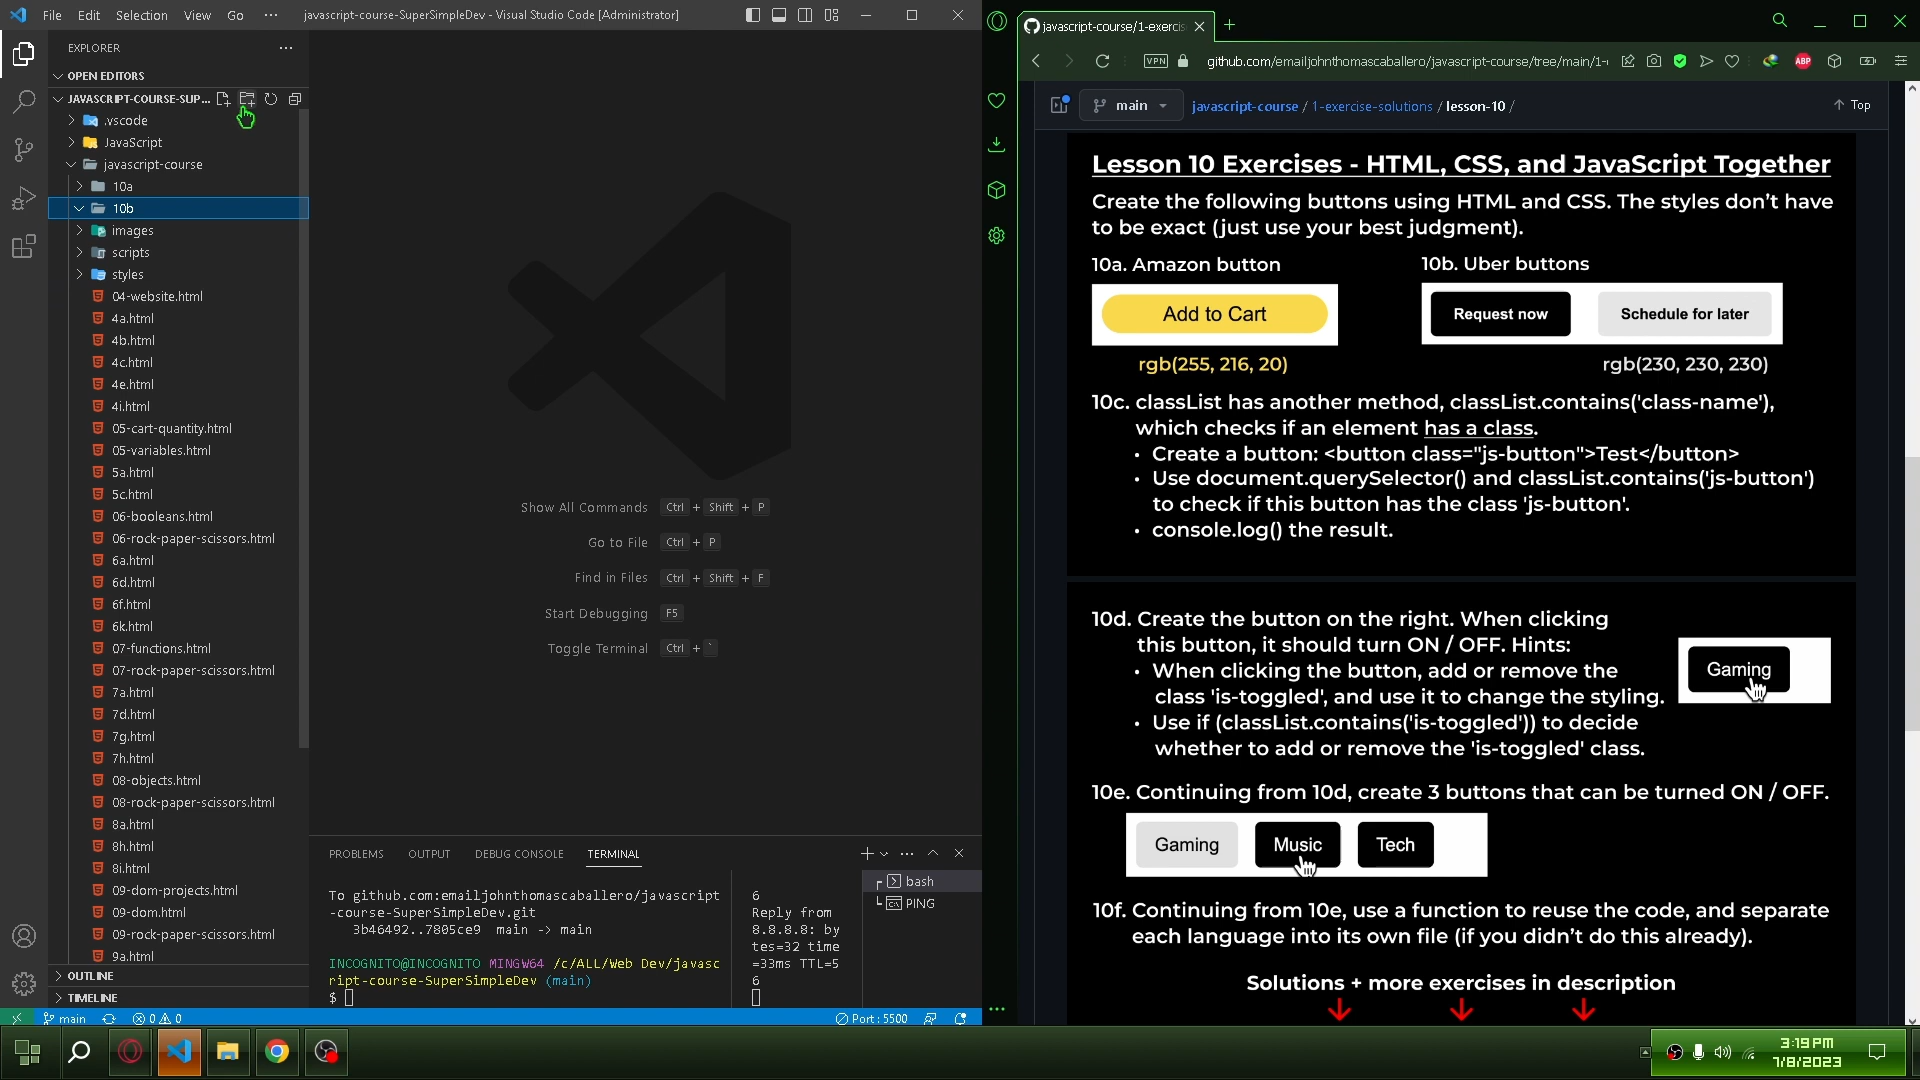 File Edit Selection View Go ··· javascript-course-SuperSimpleDev - Visual Studio Code [Administrator]
EXPLORER
OPEN EDITORS
JAVASCRIPT-COURSE-SUP...
.vscode
JavaScript
javascript-course
10a
10b
images
scripts
styles
04-website.html
4a.html
4b.html
4c.html
4e.html
4i.html
05-cart-quantity.html
05-variables.html
5a.html
5c.html
06-booleans.html
06-rock-paper-scissors.html
6a.html
6d.html
6f.html
6k.html
07-functions.html
07-rock-paper-scissors.html
7a.html
7d.html
7g.html
7h.html
08-objects.html
08-rock-paper-scissors.html
8a.html
8h.html
8i.html
09-dom-projects.html
09-dom.html
09-rock-paper-scissors.html
9a.html
OUTLINE
TIMELINE
Show All Commands Ctrl + Shift + P
Go to File Ctrl + P
Find in Files Ctrl + Shift + F
Start Debugging F5
Toggle Terminal Ctrl + `
PROBLEMS OUTPUT DEBUG CONSOLE TERMINAL
To github.com:emailjohnthomascaballero/javascript
-course-SuperSimpleDev.git
3b46492..7805ce9 main -> main
INCOGNITO@INCOGNITO MINGW64 /c/ALL/Web Dev/javasc
ript-course-SuperSimpleDev (main)
$
6
Reply from
8.8.8.8: by
tes=32 time
=33ms TTL=5
6
bash
PING
main 0 0 Port : 5500
javascript-course/1-exercis
VPN github.com/emailjohnthomascaballero/javascript-course/tree/main/1- ABP
main javascript-course / 1-exercise-solutions / lesson-10 / Top
Lesson 10 Exercises - HTML, CSS, and JavaScript Together
Create the following buttons using HTML and CSS. The styles don't have
to be exact (just use your best judgment).
10a. Amazon button 10b. Uber buttons
Add to Cart Request now Schedule for later
rgb(255, 216, 20) rgb(230, 230, 230)
10c. classList has another method, classList.contains('class-name'),
which checks if an element has a class.
• Create a button: <button class="js-button">Test</button>
• Use document.querySelector() and classList.contains('js-button')
to check if this button has the class 'js-button'.
• console.log() the result.
10d. Create the button on the right. When clicking
this button, it should turn ON / OFF. Hints:
• When clicking the button, add or remove the
class 'is-toggled', and use it to change the styling.
• Use if (classList.contains('is-toggled')) to decide
whether to add or remove the 'is-toggled' class.
Gaming
10e. Continuing from 10d, create 3 buttons that can be turned ON / OFF.
Gaming Music Tech
10f. Continuing from 10e, use a function to reuse the code, and separate
each language into its own file (if you didn't do this already).
Solutions + more exercises in description
3:19 PM
7/8/2023